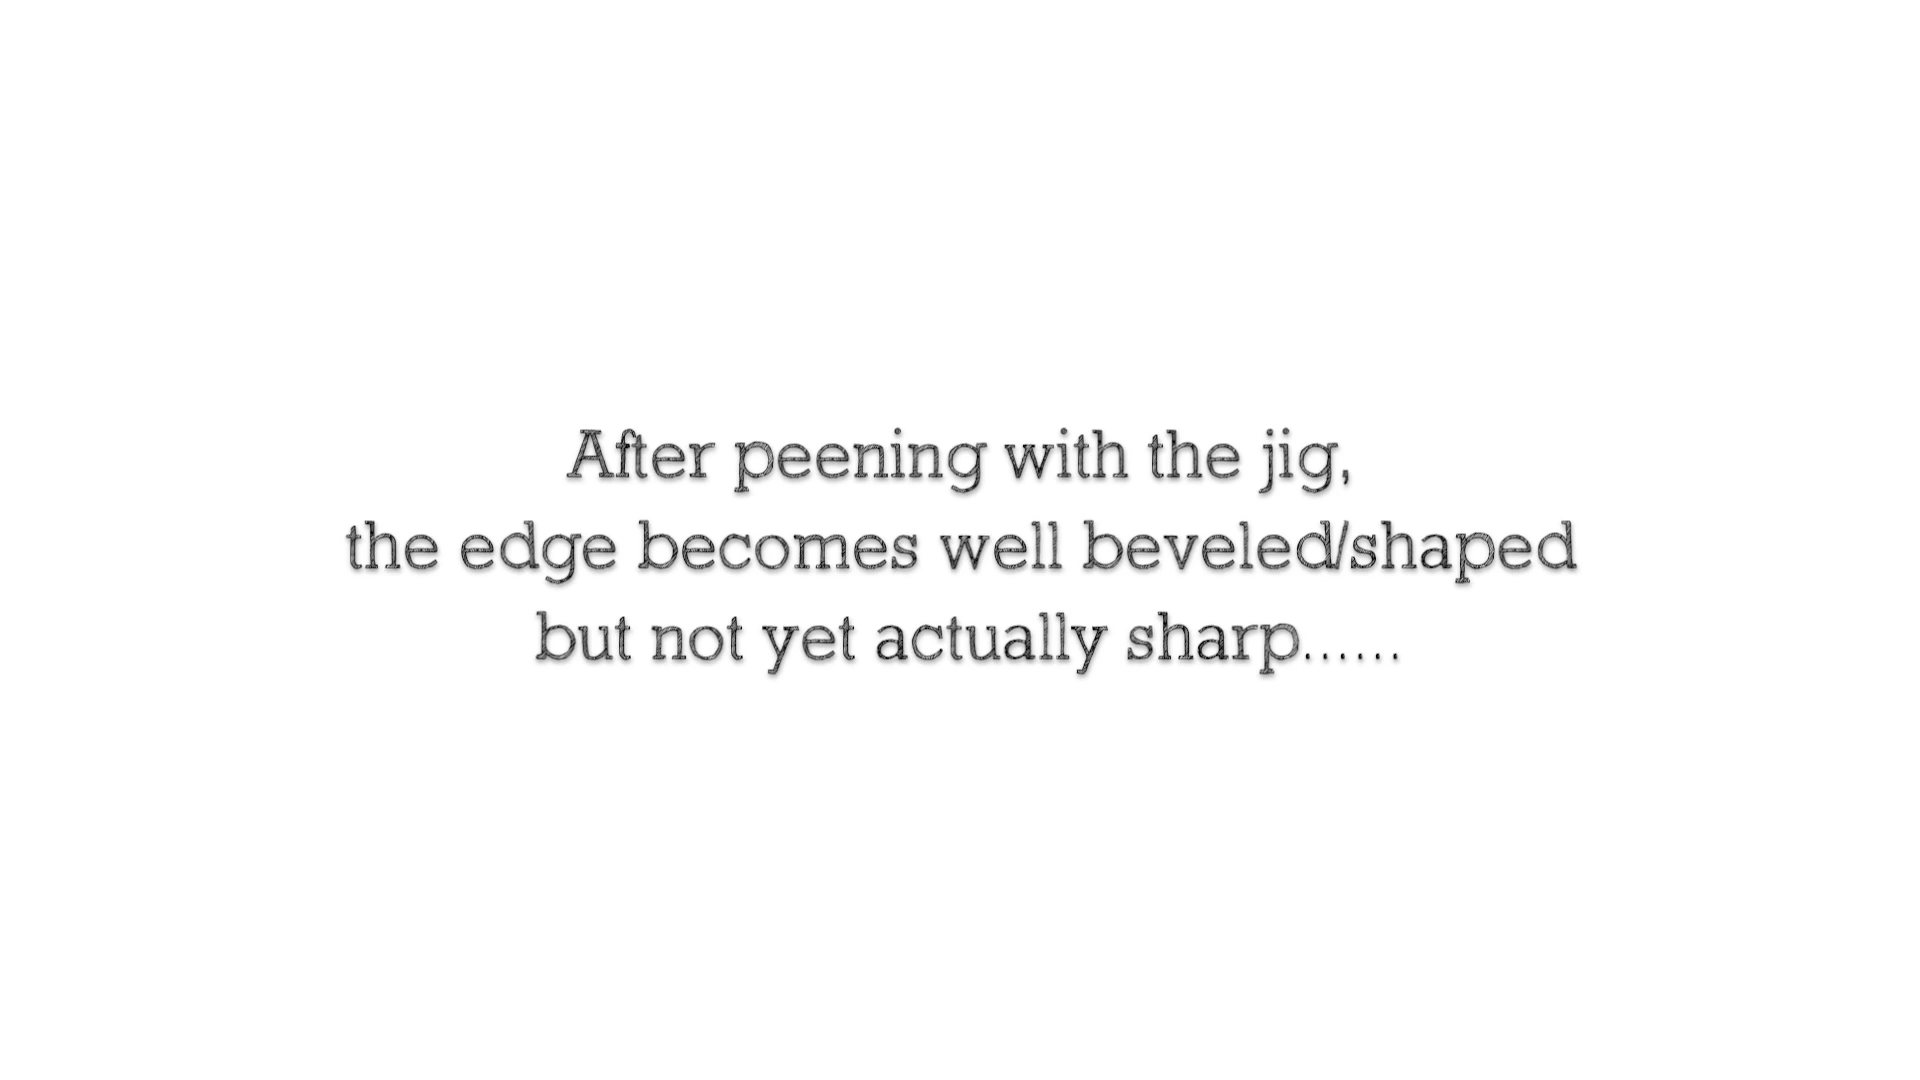 After peening with the jig,
the edge becomes well beveled/shaped
but not yet actually sharp......